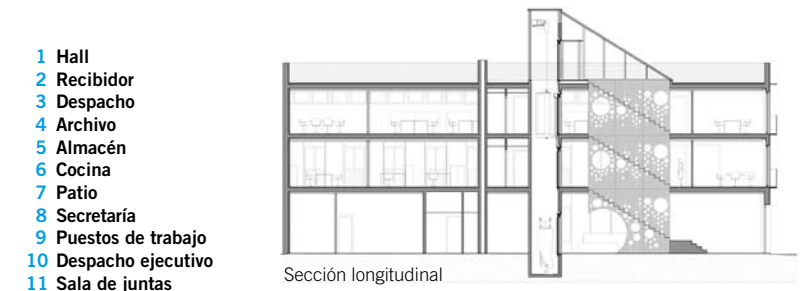 1 Hall
2 Recibidor
3 Despacho
4 Archivo
5 Almacén
6 Cocina
7 Patio
8 Secretaría
9 Puestos de trabajo
10 Despacho ejecutivo
11 Sala de juntas
Sección longitudinal